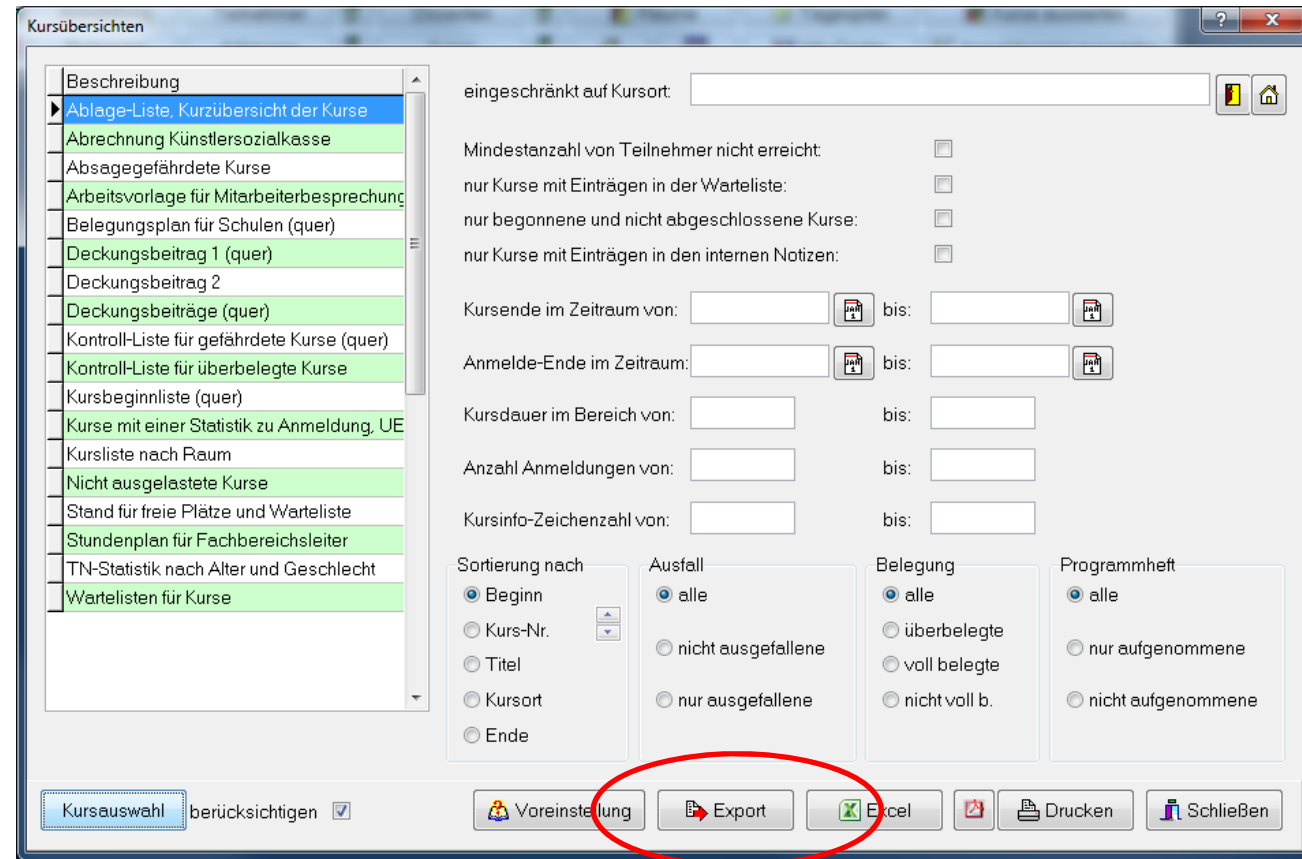 Kursübersichten
?
X
Beschreibung
Ablage-Liste, Kurzübersicht der Kurse
Abrechnung Künstlersozialkasse
Absagegefährdete Kurse
Arbeitsvorlage für Mitarbeiterbesprechung
Belegungsplan für Schulen (quer)
Deckungsbeitrag 1 (quer)
Deckungsbeitrag 2
Deckungsbeiträge (quer)
Kontroll-Liste für gefährdete Kurse (quer)
Kontroll-Liste für überbelegte Kurse
Kursbeginnliste (quer)
Kurse mit einer Statistik zu Anmeldung, UE
Kursliste nach Raum
Nicht ausgelastete Kurse
Stand für freie Plätze und Warteliste
Stundenplan für Fachbereichsleiter
TN-Statistik nach Alter und Geschlecht
Wartelisten für Kurse
eingeschränkt auf Kursort:
Mindestanzahl von Teilnehmer nicht erreicht:
nur Kurse mit Einträgen in der Warteliste:
nur begonnene und nicht abgeschlossene Kurse:
nur Kurse mit Einträgen in den internen Notizen:
Kursende im Zeitraum von: JAN 1 bis: JAN 1
Anmelde-Ende im Zeitraum: JAN 1 bis: JAN 1
Kursdauer im Bereich von: bis:
Anzahl Anmeldungen von: bis:
Kursinfo-Zeichenzahl von: bis:
Sortierung nach
Beginn
Kurs-Nr.
Titel
Kursort
Ende
Ausfall
alle
nicht ausgefallene
nur ausgefallene
Belegung
alle
überbelegte
voll belegte
nicht voll b.
Programmheft
alle
nur aufgenommene
nicht aufgenommene
Kursauswahl berücksichtigen Voreinstellung Export Excel Drucken Schließen